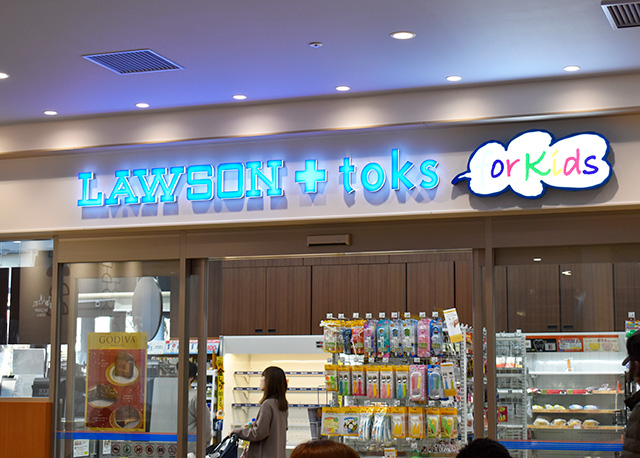 LAWSON + toks
orKids
GODIVA